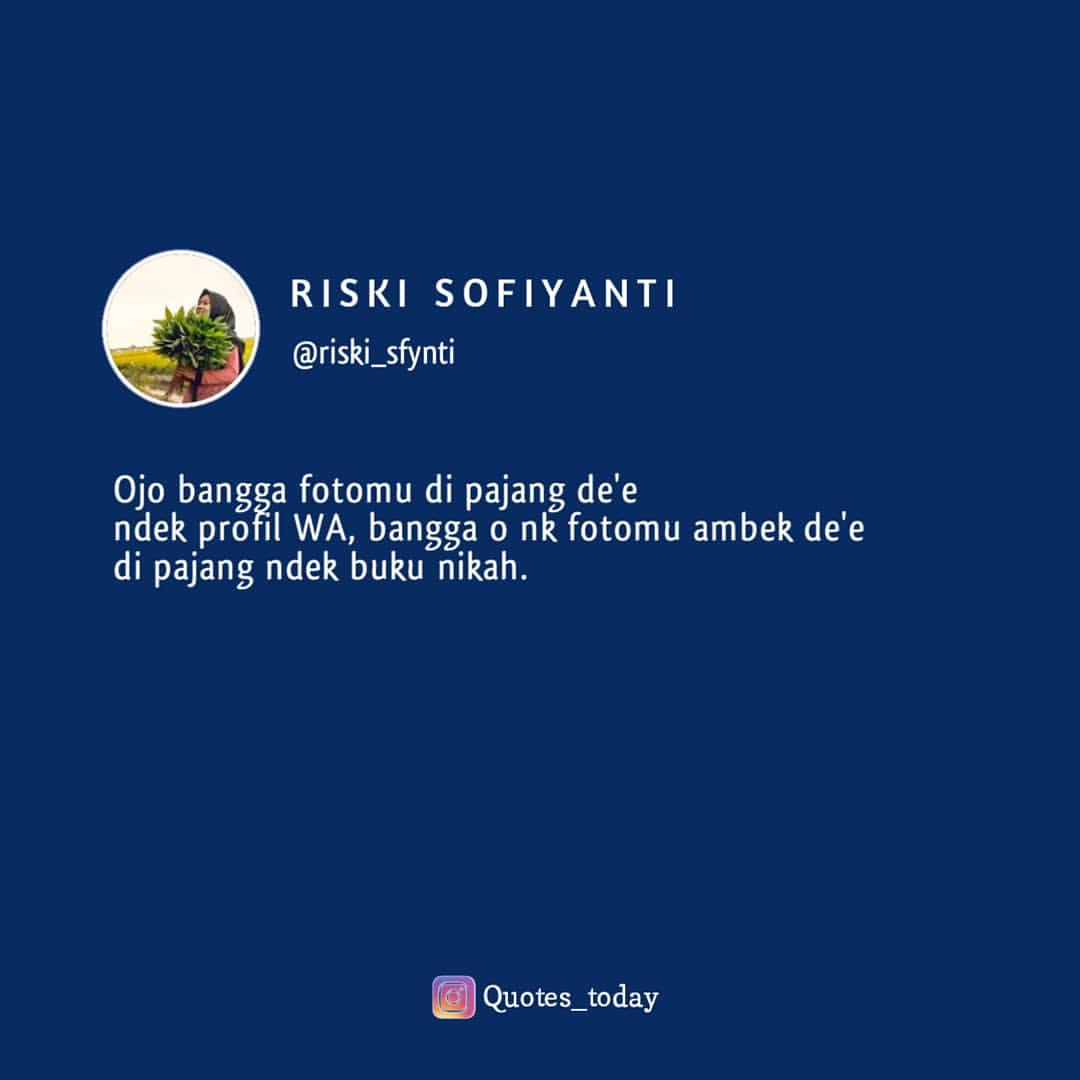 RISKI SOFIYANTI
@riski_sfynti
Ojo bangga fotomu di pajang de'e
ndek profil WA, bangga o nk fotomu ambek de'e
di pajang ndek buku nikah.
Quotes_today